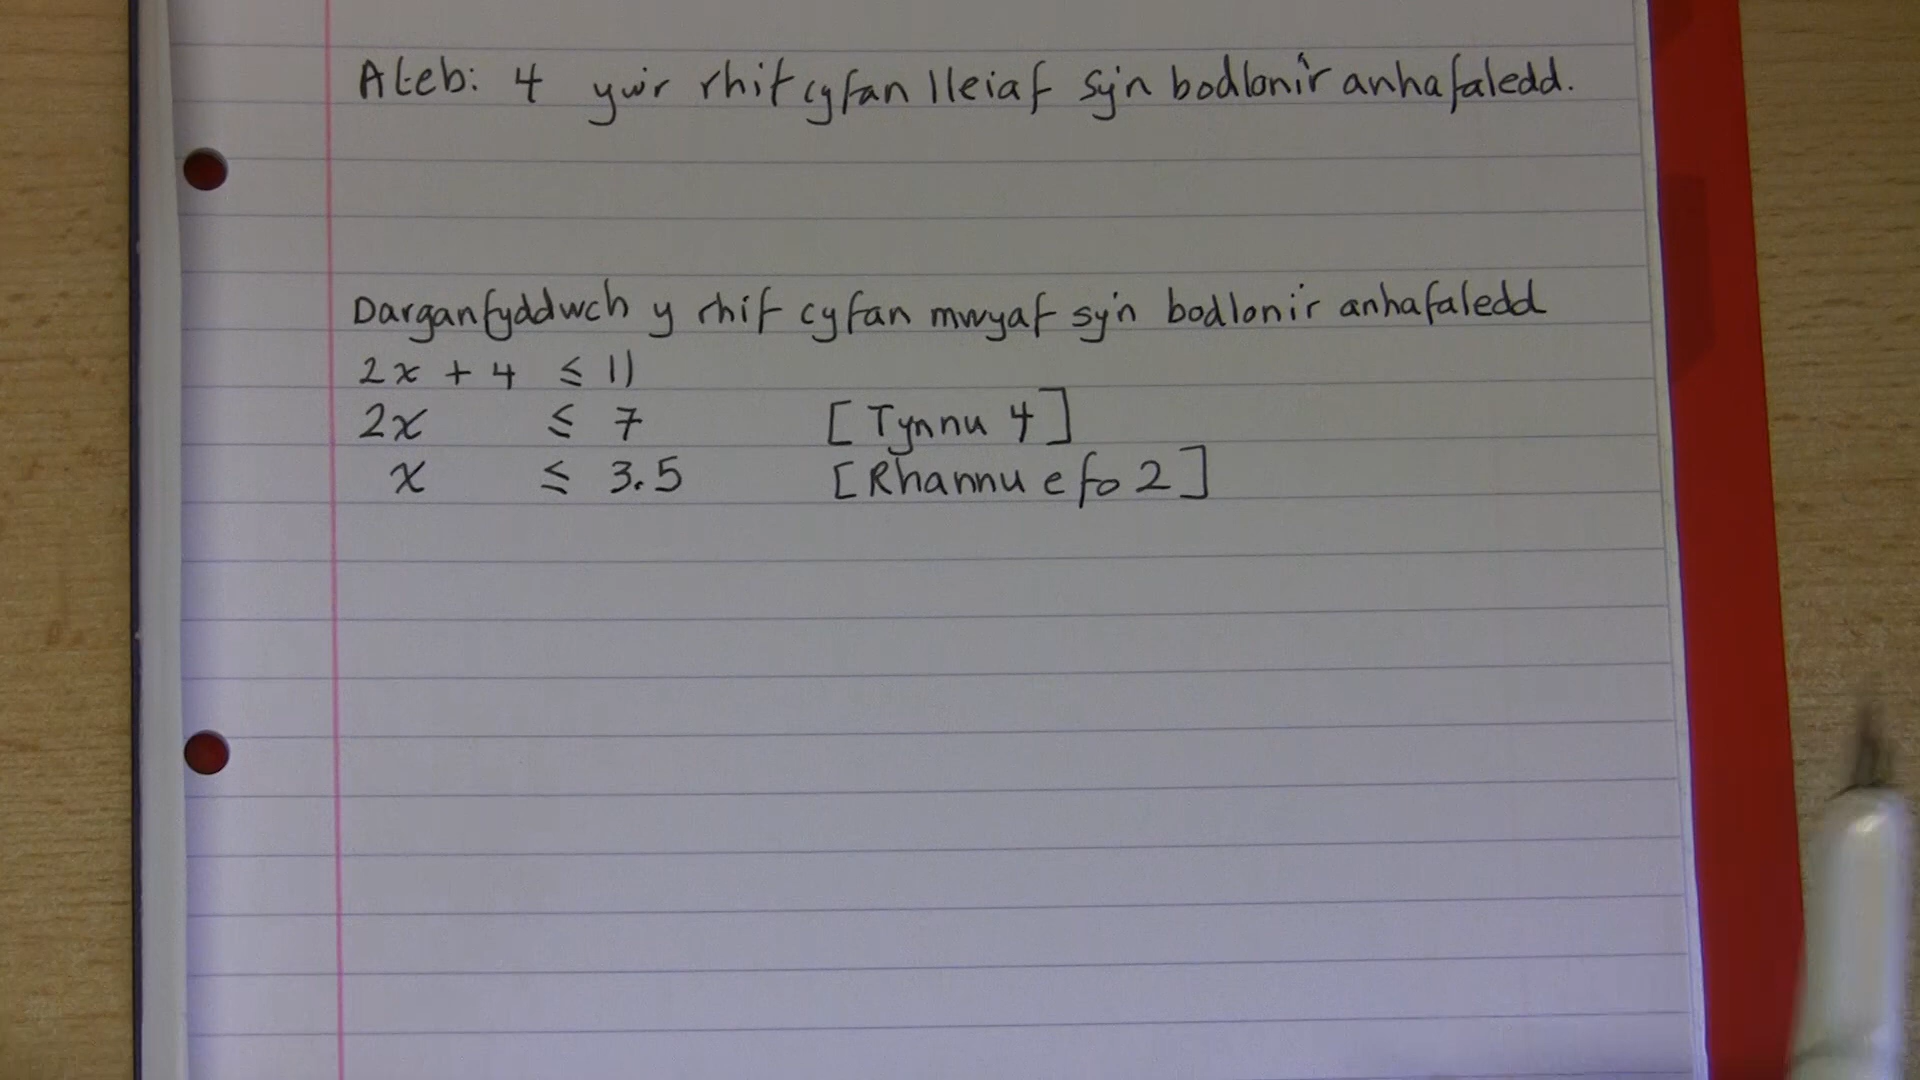 Ateb: 4 yw'r rhif cyfan lleiaf sy'n bodloni'r anhafaledd.
Darganfyddwch y rhif cyfan mwyaf sy'n bodloni'r anhafaledd
2x + 4 ≤ 11
2x ≤ 7 [Tynnu 4]
x ≤ 3.5 [Rhannu efo 2]